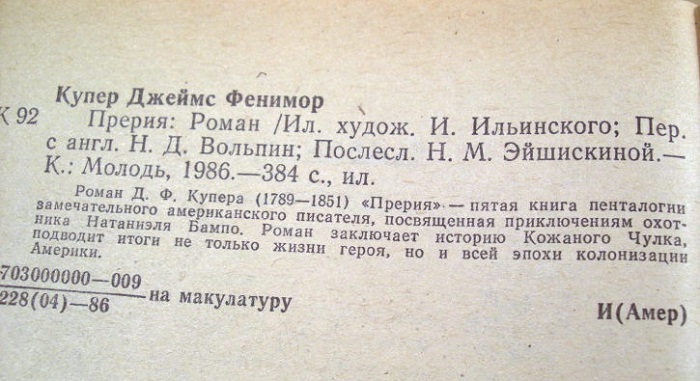 Купер Джеймс Фенимор
К 92
Прерия: Роман /Ил. худож. И. Ильинского; Пер.
с англ. Н. Д. Вольпин; Послесл. Н. М. Эйшискиной.—
К.: Молодь, 1986.—384 с., ил.
Роман Д. Ф. Купера (1789—1851) «Прерия»— пятая книга пенталогии
замечательного американского писателя, посвященная приключениям охот-
ника Натаниэля Бампо. Роман заключает историю Кожаного Чулка,
подводит итоги не только жизни героя, но и всей эпохи колонизации
Америки.
703000000—009
228(04)—86
на макулатуру
И(Амер)